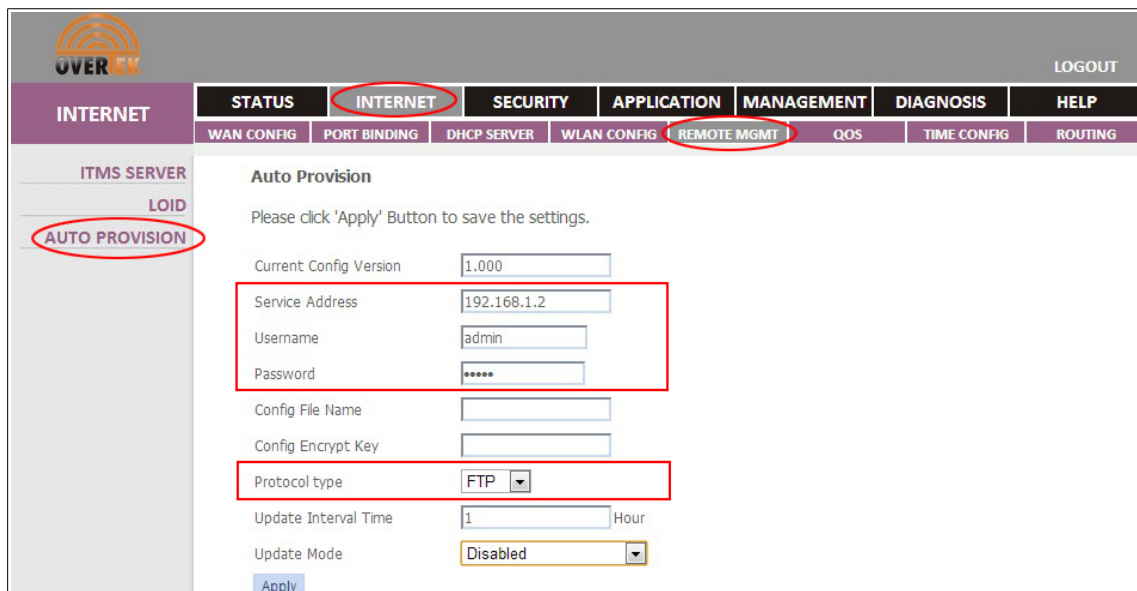 OVERTEK
LOGOUT
INTERNET
STATUS INTERNET SECURITY APPLICATION MANAGEMENT DIAGNOSIS HELP
WAN CONFIG PORT BINDING DHCP SERVER WLAN CONFIG REMOTE MGMT QOS TIME CONFIG ROUTING
ITMS SERVER
LOID
AUTO PROVISION
Auto Provision
Please click 'Apply' Button to save the settings.
Current Config Version 1.000
Service Address 192.168.1.2
Username admin
Password •••••
Config File Name
Config Encrypt Key
Protocol type FTP
Update Interval Time 1 Hour
Update Mode Disabled
Apply